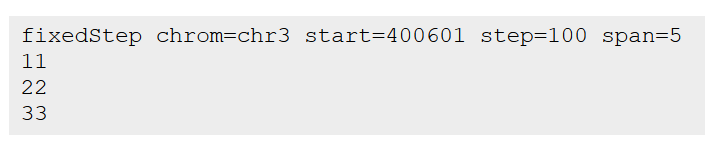 fixedStep chrom=chr3 start=400601 step=100 span=5
11
22
33